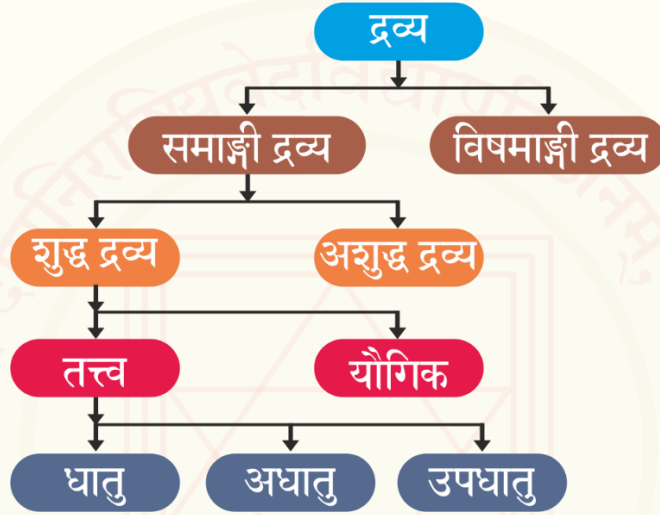 द्रव्य
समाङ्गी द्रव्य
विषमाङ्गी द्रव्य
शुद्ध द्रव्य
अशुद्ध द्रव्य
तत्त्व
यौगिक
धातु
अधातु
उपधातु